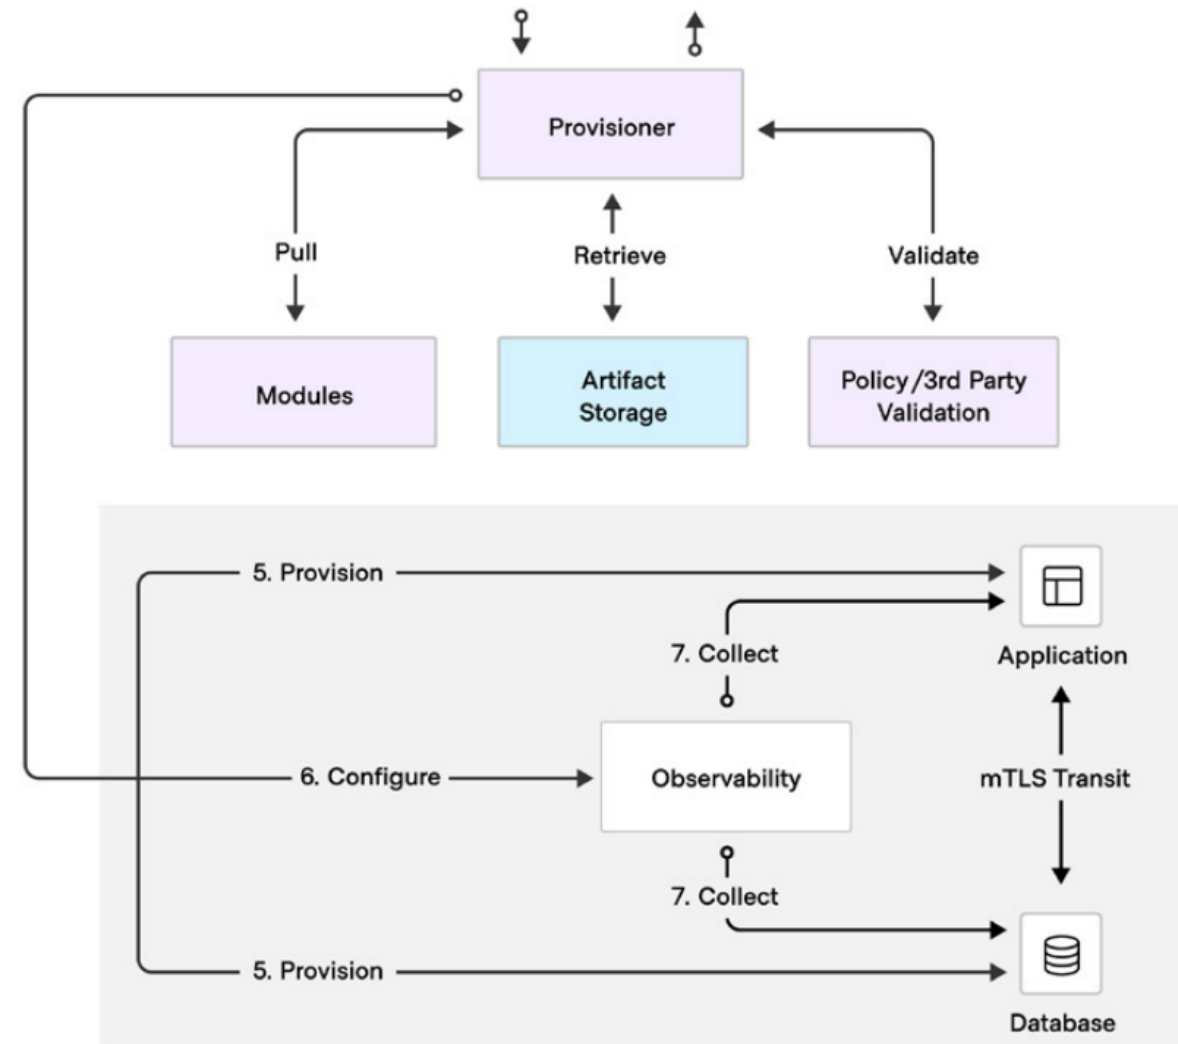 Provisioner
Pull
Retrieve
Validate
Modules
Artifact
Storage
Policy/3rd Party
Validation
5. Provision
7. Collect
Application
6. Configure
Observability
mTLS Transit
7. Collect
5. Provision
Database